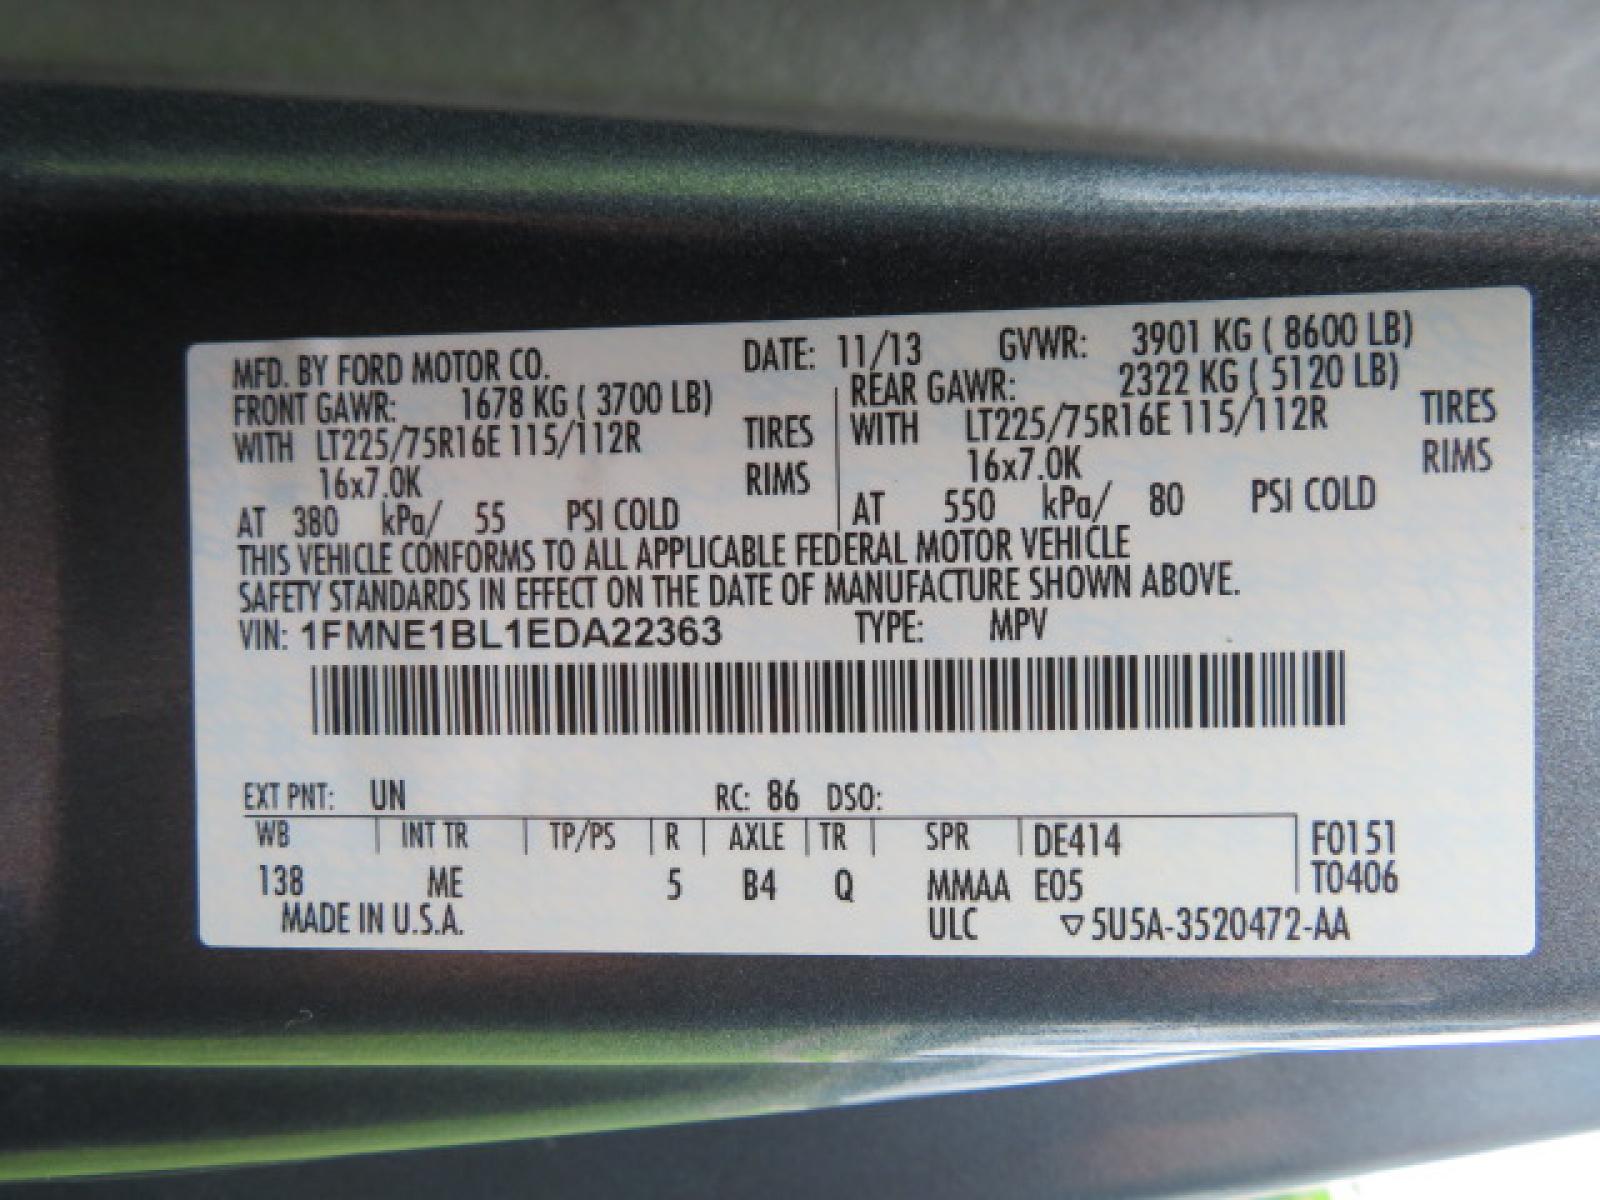 MFD. BY FORD MOTOR CO. DATE: 11/13 GVWR: 3901 KG ( 8600 LB)
FRONT GAWR: 1678 KG ( 3700 LB)
WITH LT225/75R16E 115/112R TIRES
16x7.0K RIMS
AT 380 kPa/ 55 PSI COLD
REAR GAWR: 2322 KG ( 5120 LB)
WITH LT225/75R16E 115/112R TIRES
16x7.0K RIMS
AT 550 kPa/ 80 PSI COLD
THIS VEHICLE CONFORMS TO ALL APPLICABLE FEDERAL MOTOR VEHICLE
SAFETY STANDARDS IN EFFECT ON THE DATE OF MANUFACTURE SHOWN ABOVE.
VIN: 1FMNE1BL1EDA22363 TYPE: MPV
EXT PNT: UN RC: 86 DSO:
WB INT TR TP/PS R AXLE TR SPR DE414 F0151
138 ME 5 B4 Q MMAA E05 T0406
MADE IN U.S.A. ULC ▽5U5A-3520472-AA